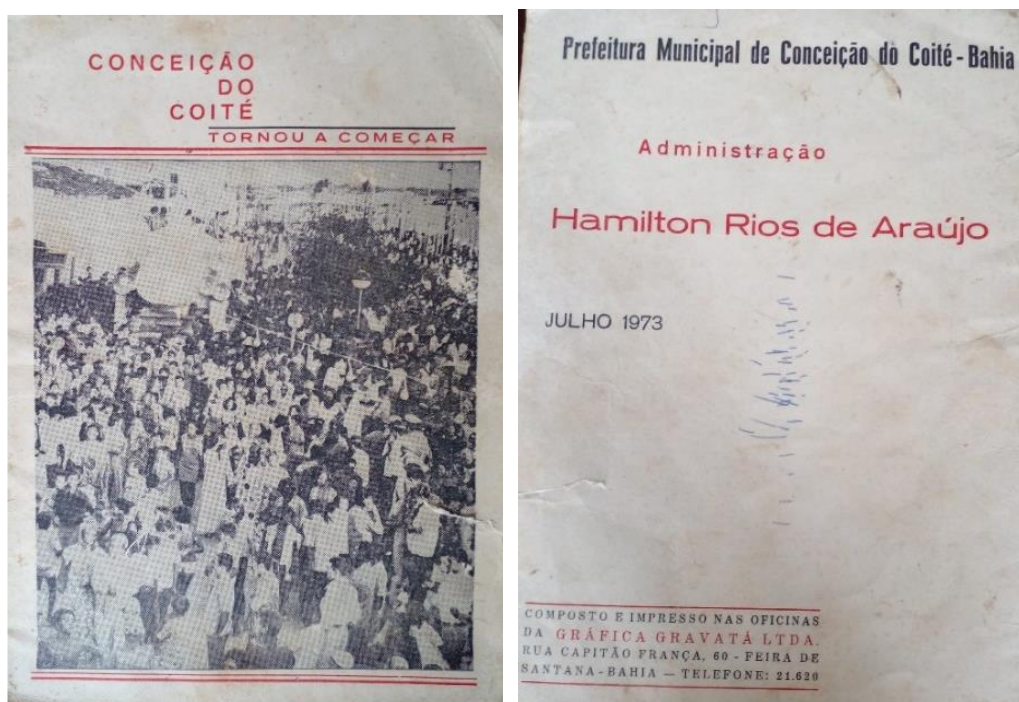 CONCEIÇÃO
DO
COITÉ
TORNOU A COMEÇAR
Prefeitura Municipal de Conceição do Coité - Bahia
Administração
Hamilton Rios de Araújo
JULHO 1973
COMPOSTO E IMPRESSO NAS OFICINAS
DA GRÁFICA GRAVATÁ LTDA.
RUA CAPITÃO FRANÇA, 60 - FEIRA DE
SANTANA-BAHIA — TELEFONE: 21.620